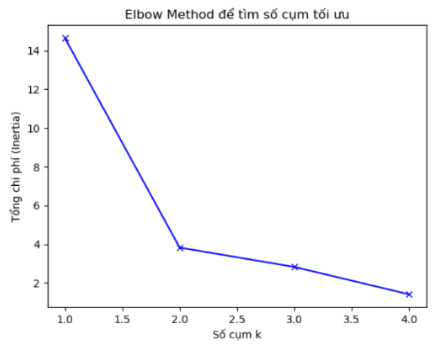 Elbow Method để tìm số cụm tối ưu
Tổng chi phí (Inertia)
14
12
10
8
6
4
2
1.0 1.5 2.0 2.5 3.0 3.5 4.0
Số cụm k